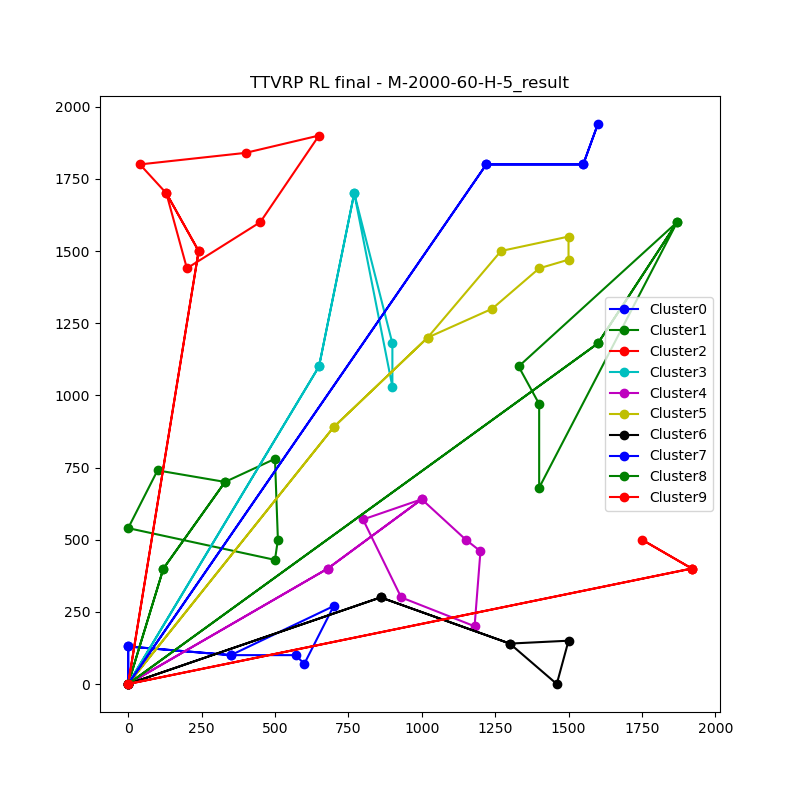 TTVRP RL final - M-2000-60-H-5_result
2000
1750
1500
1250
1000
750
500
250
0
Cluster0
Cluster1
Cluster2
Cluster3
Cluster4
Cluster5
Cluster6
Cluster7
Cluster8
Cluster9
0 250 500 750 1000 1250 1500 1750 2000